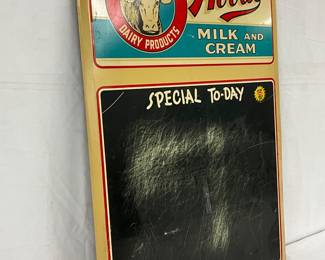 DAIRY PRODUCTS
MILK AND
CREAM
SPECIAL TO-DAY